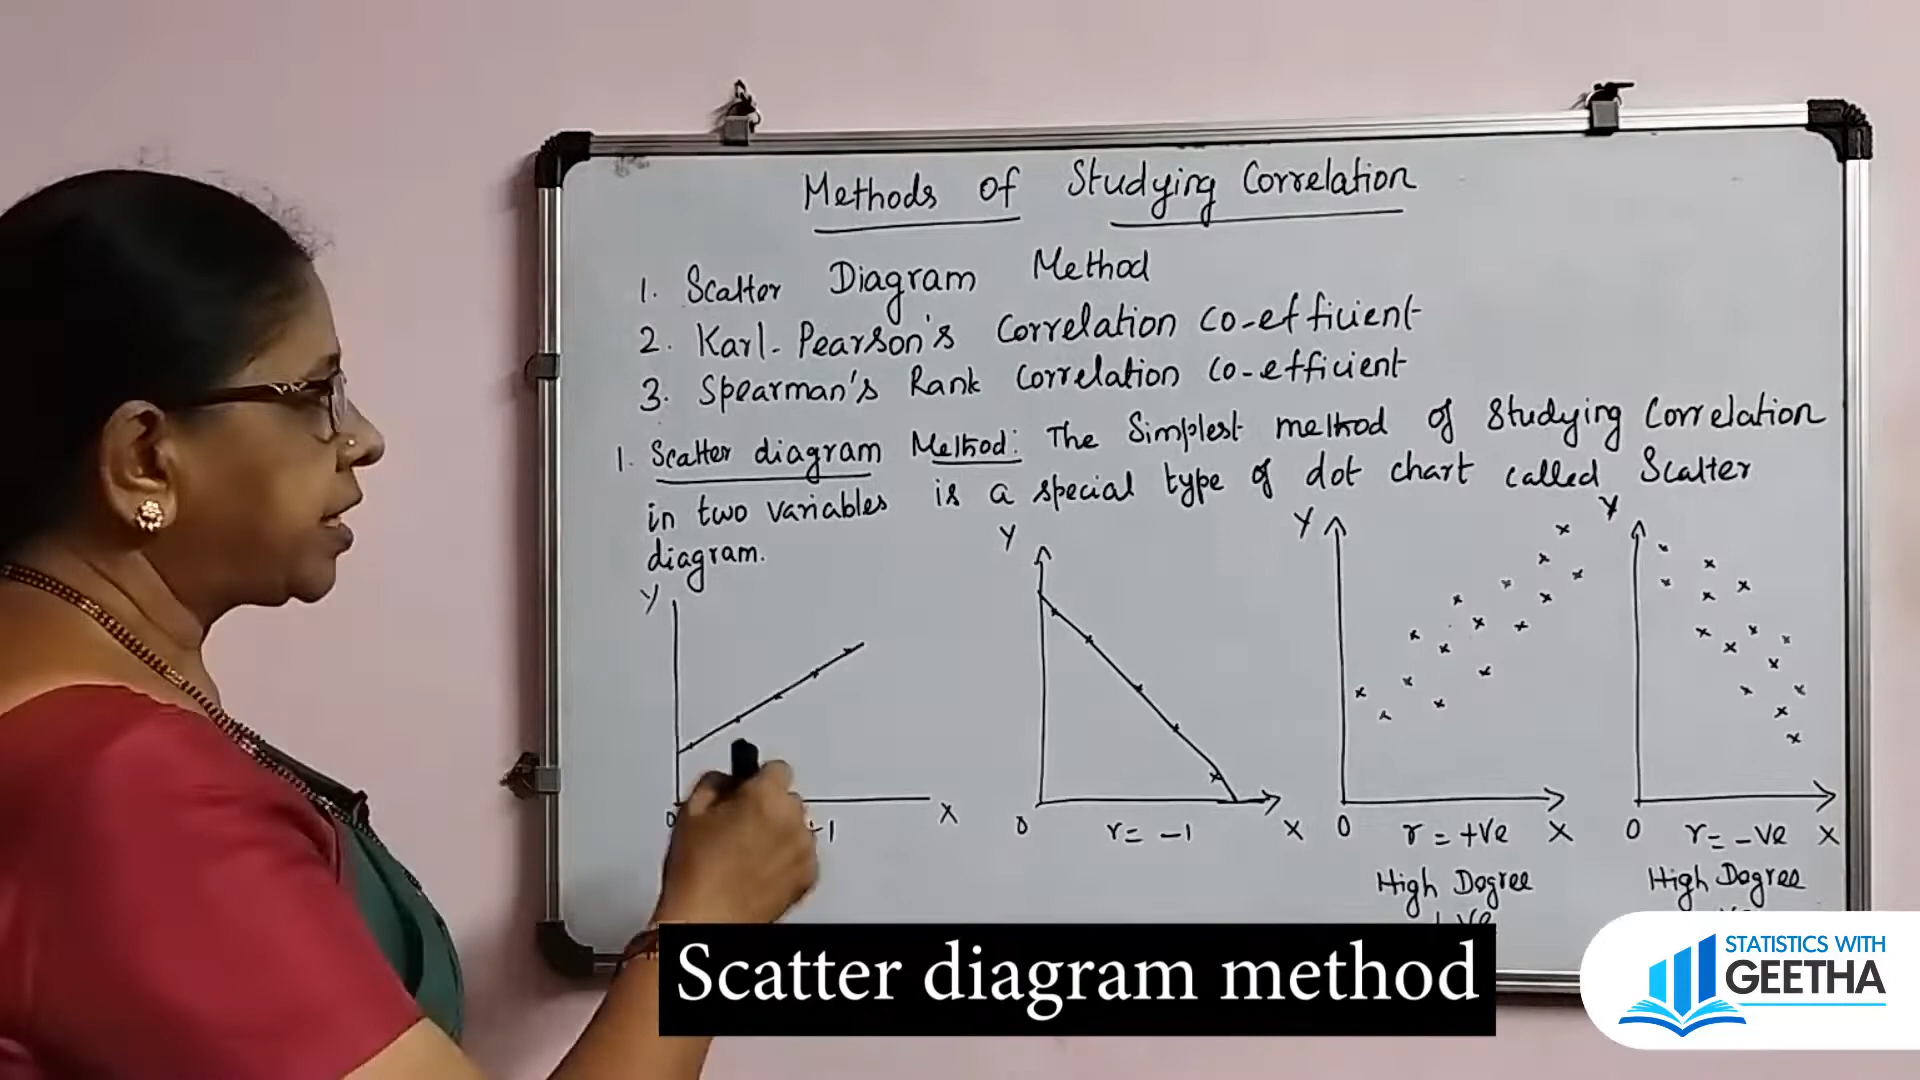 Methods of Studying Correlation
1. Scatter Diagram Method
2. Karl-Pearson's Correlation co-efficient
3. Spearman's Rank Correlation co-efficient
1. Scatter diagram Method: The Simplest method of Studying Correlation
in two variables is a special type of dot chart called Scatter
diagram.
Y
X
Y
0
r = -1
X
Y
0
r = +ve
X
High Degree
+ve
Y
0
r = -ve
X
High Degree
Scatter diagram method
STATISTICS WITH
GEETHA